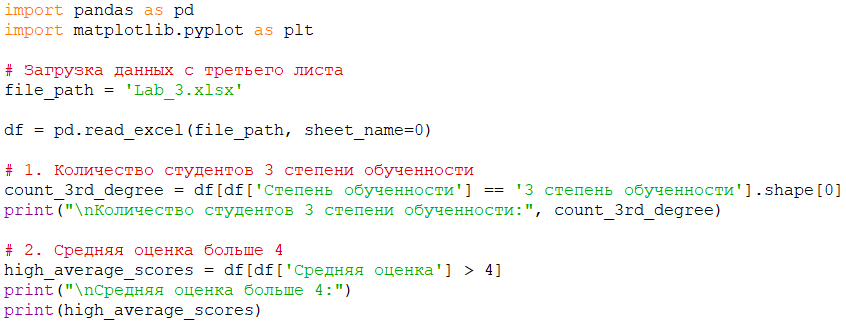 import pandas as pd
import matplotlib.pyplot as plt
# Загрузка данных с третьего листа
file_path = 'Lab_3.xlsx'
df = pd.read_excel(file_path, sheet_name=0)
# 1. Количество студентов 3 степени обученности
count_3rd_degree = df[df['Степень обученности'] == '3 степень обученности'].shape[0]
print("\nКоличество студентов 3 степени обученности:", count_3rd_degree)
# 2. Средняя оценка больше 4
high_average_scores = df[df['Средняя оценка'] > 4]
print("\nСредняя оценка больше 4:")
print(high_average_scores)